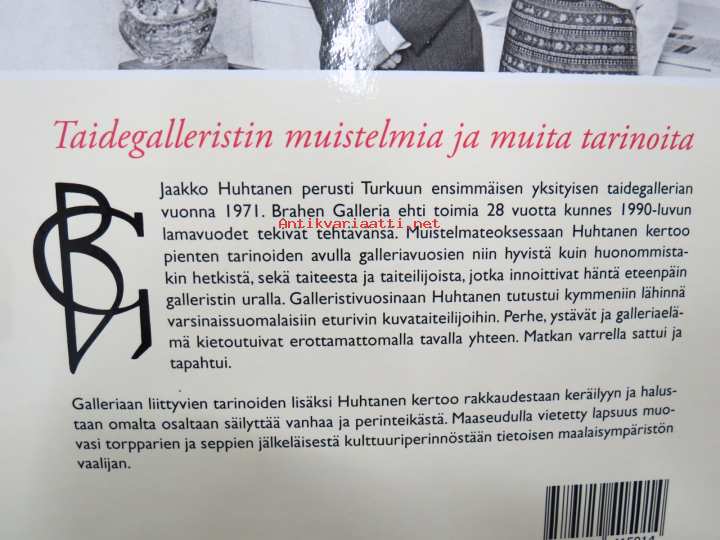 Taidegalleristin muistelmia ja muita tarinoita
BG
Jaakko Huhtanen perusti Turkuun ensimmäisen yksityisen taidegallerian
vuonna 1971. Brahen Galleria ehti toimia 28 vuotta kunnes 1990-luvun
Antikvariaatti.net
lamavuodet tekivät tehtävänsä. Muistelmateoksessaan Huhtanen kertoo
pienten tarinoiden avulla galleriavuosien niin hyvistä kuin huonommista-
kin hetkistä, sekä taiteesta ja taiteilijoista, jotka innoittivat häntä eteenpäin
galleristin uralla. Galleristivuosinaan Huhtanen tutustui kymmeniin lähinnä
varsinaissuomalaisiin eturivin kuvataiteilijoihin. Perhe, ystävät ja galleriaelä-
mä kietoutuivat erottamattomalla tavalla yhteen. Matkan varrella sattui ja
tapahtui.
Galleriaan liittyvien tarinoiden lisäksi Huhtanen kertoo rakkaudestaan keräilyyn ja halus-
taan omalta osaltaan säilyttää vanhaa ja perinteikästä. Maaseudulla vietetty lapsuus muo-
vasi torpparien ja seppien jälkeläisestä kulttuuriperinnöstään tietoisen maalaisympäristön
vaalijan.